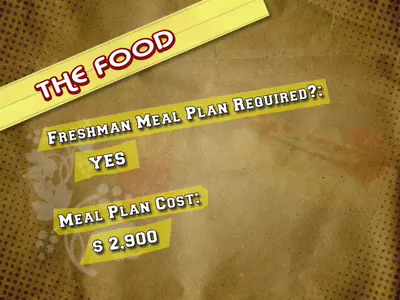 THE FOOD
FRESHMAN MEAL PLAN REQUIRED?:
YES
MEAL PLAN COST:
$ 2,900